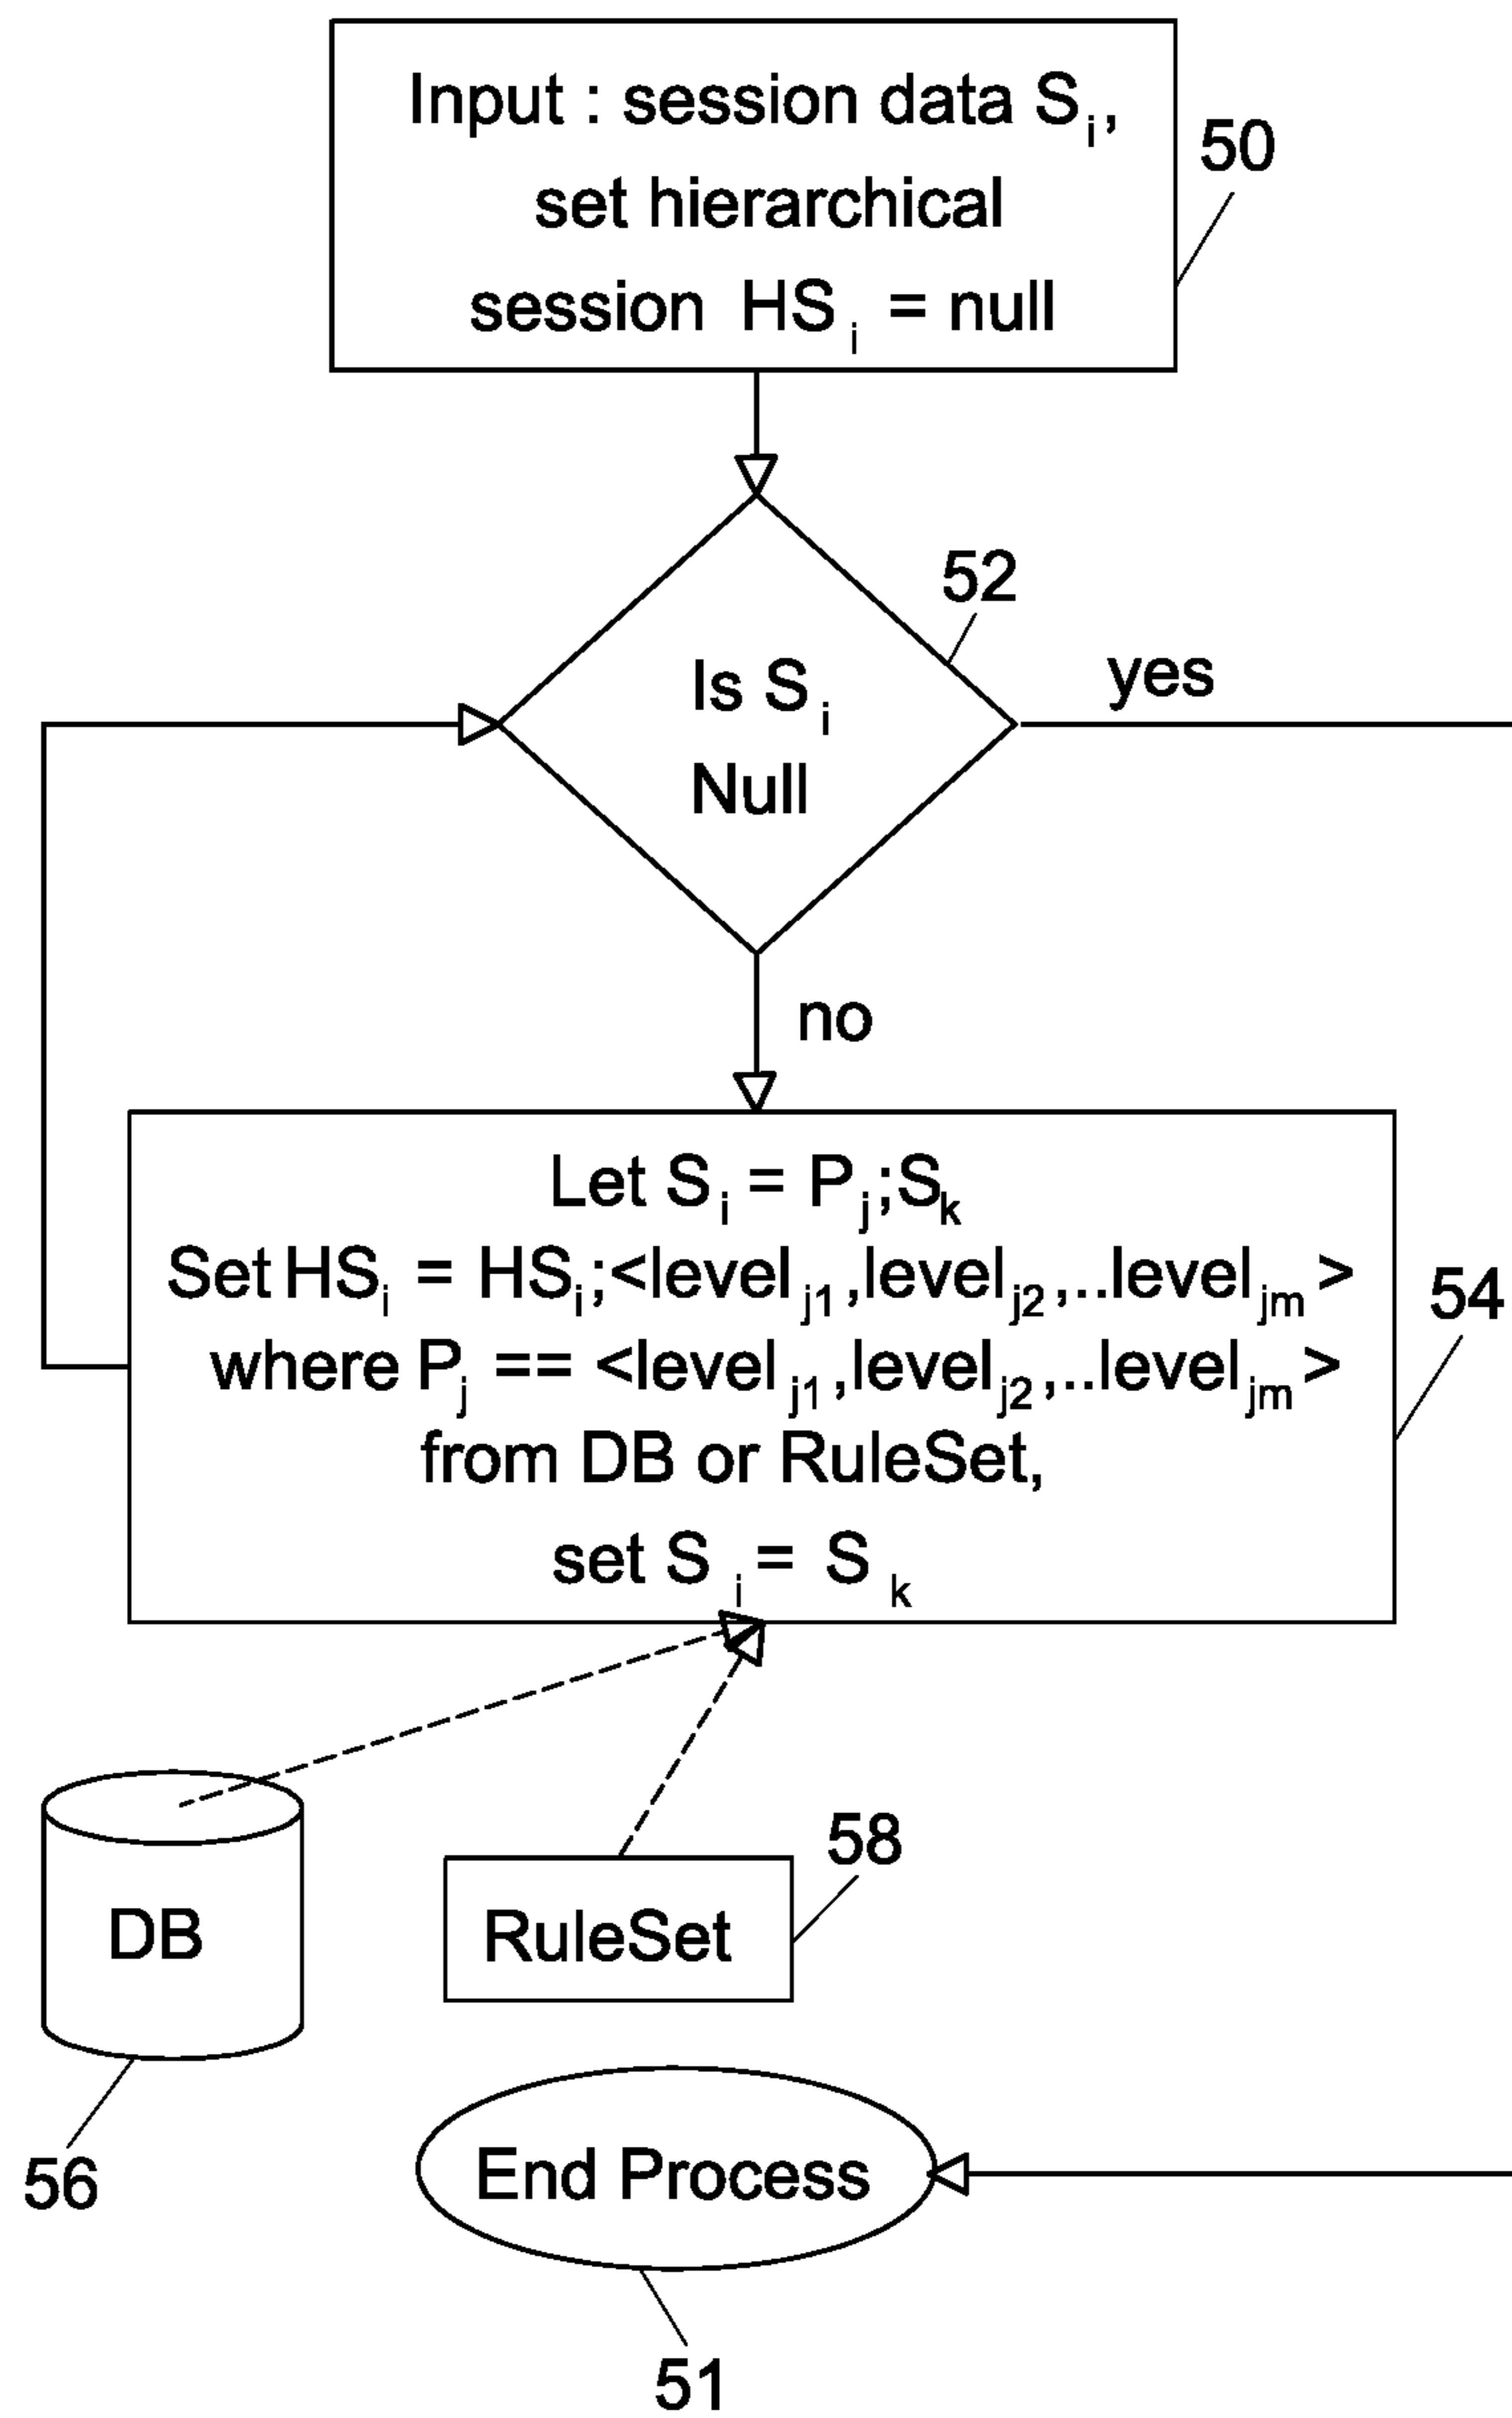 Input : session data Si,
set hierarchical
session HSi = null
50
52
Is Si
Null
yes
no
Let Si = Pj;Sk
Set HSi = HSi;<levelj1,levelj2,..leveljm>
where Pj == <levelj1,levelj2,..leveljm>
from DB or RuleSet,
set Si = Sk
54
58
DB
RuleSet
56
End Process
51